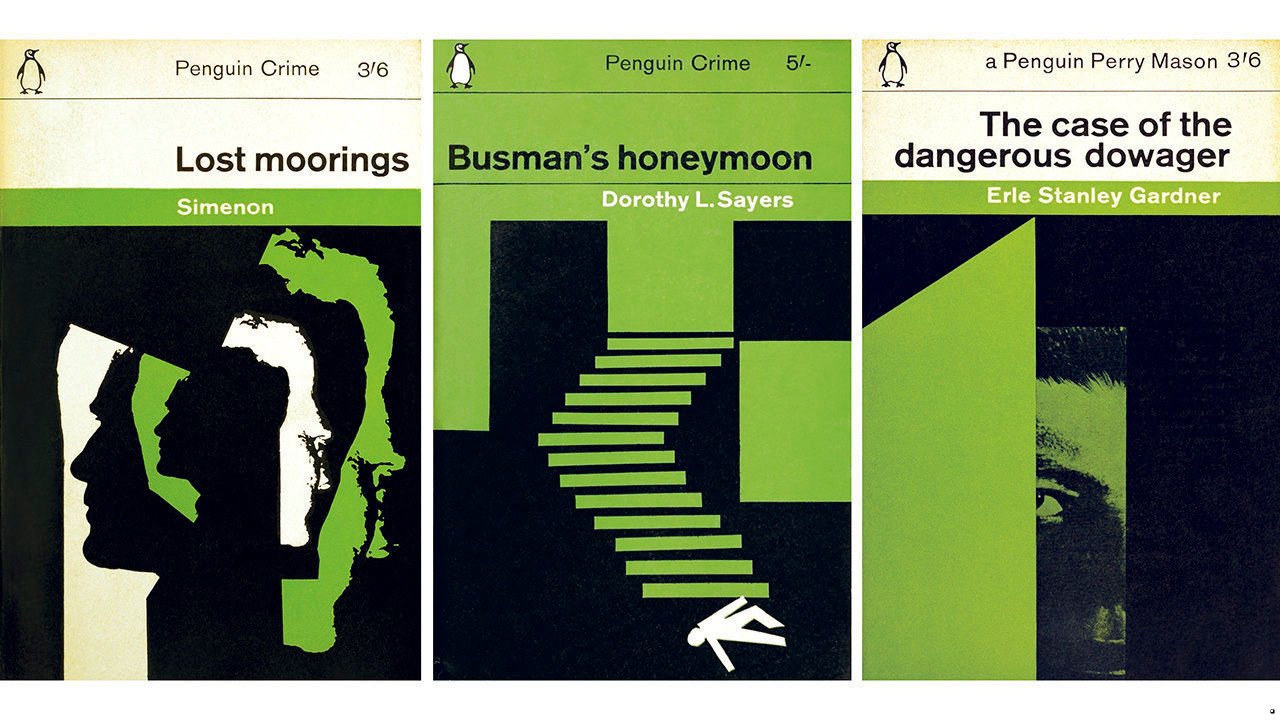 Penguin Crime 3/6
Lost moorings
Simenon
Penguin Crime 5/-
Busman's honeymoon
Dorothy L. Sayers
a Penguin Perry Mason 3/6
The case of the
dangerous dowager
Erle Stanley Gardner